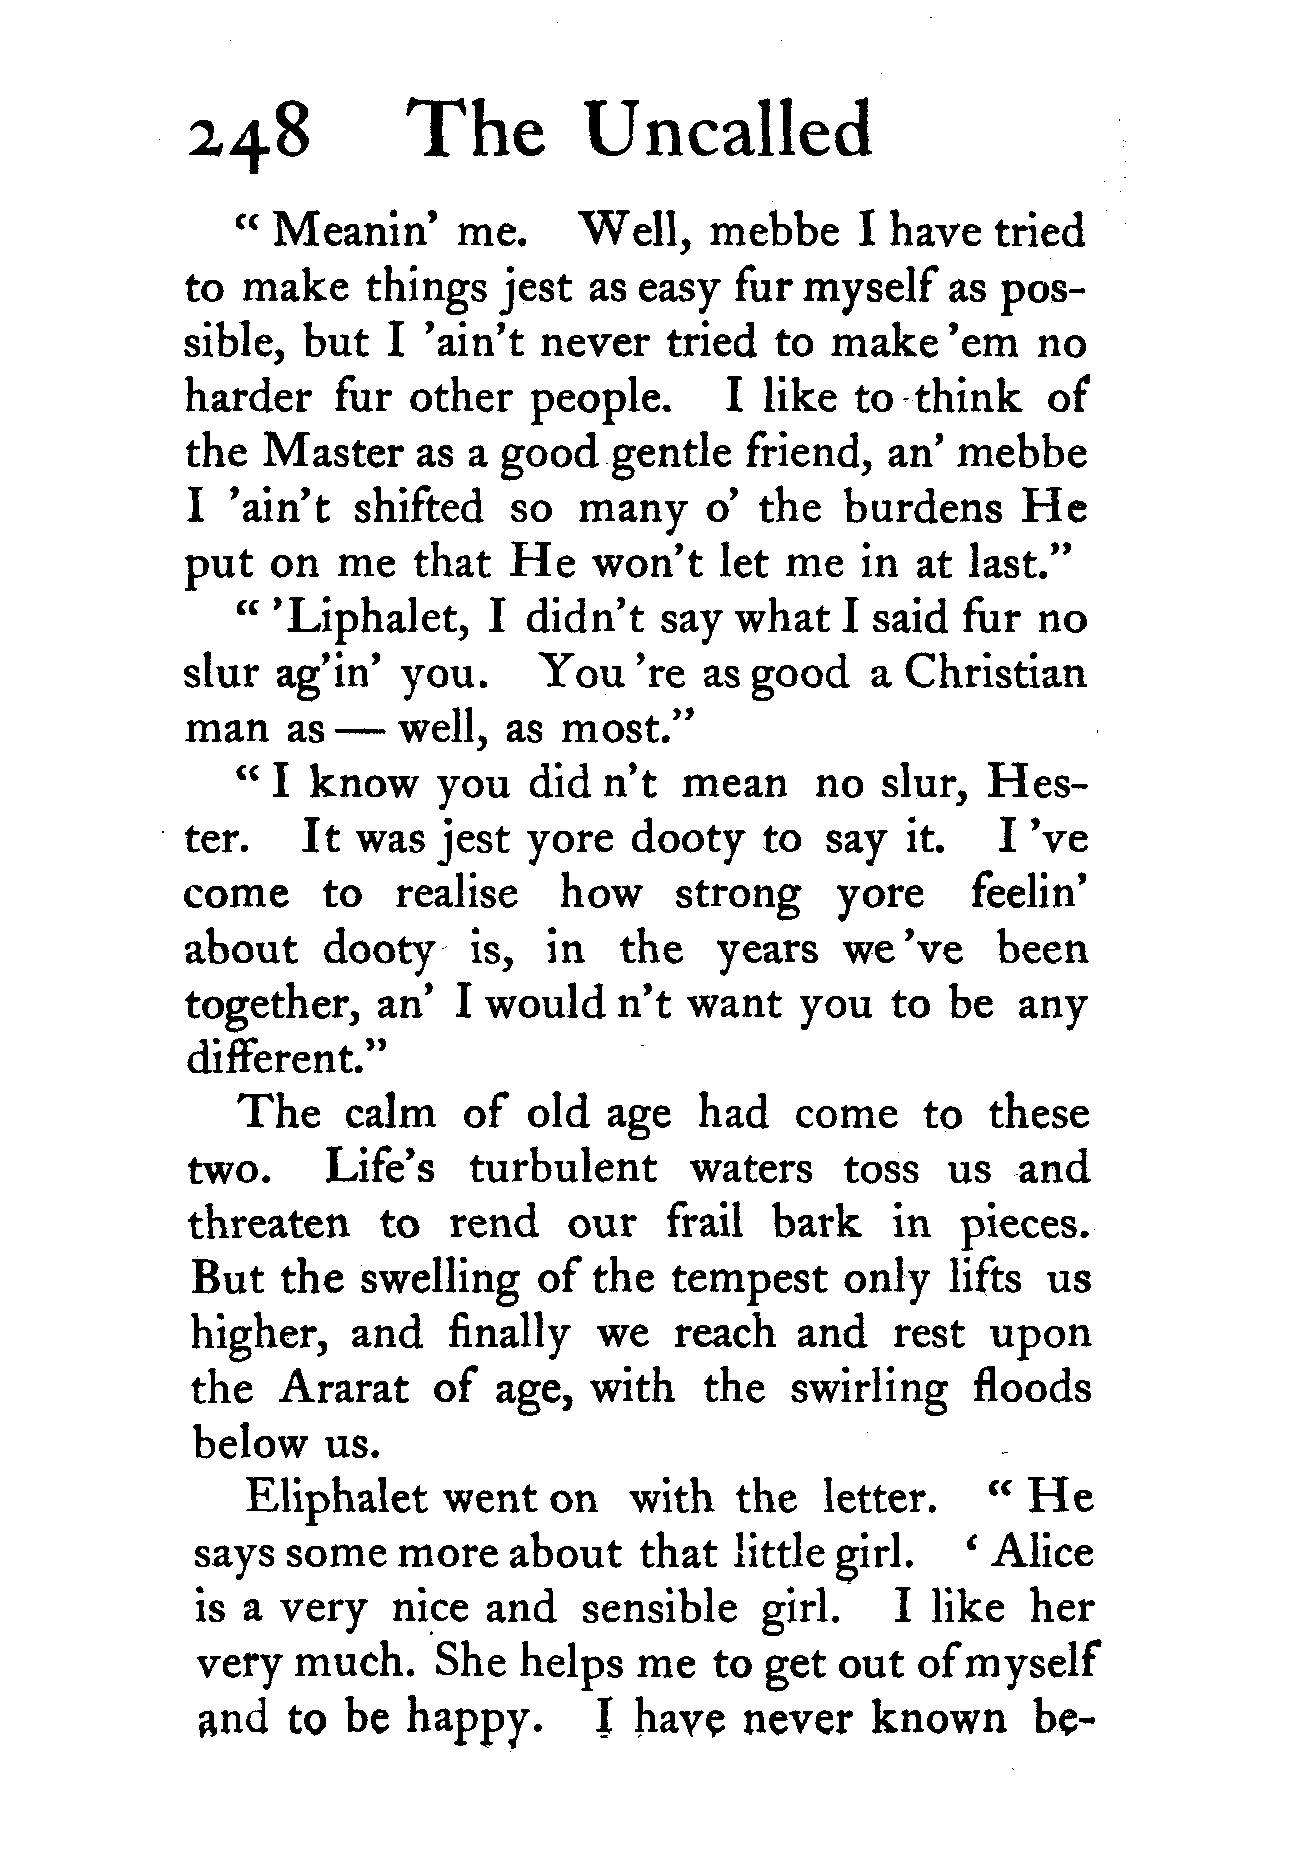 248 The Uncalled
“ Meanin’ me. Well, mebbe I have tried
to make things jest as easy fur myself as pos-
sible, but I ’ain’t never tried to make ’em no
harder fur other people. I like to think of
the Master as a good gentle friend, an’ mebbe
I ’ain’t shifted so many o’ the burdens He
put on me that He won’t let me in at last.”
“ ’Liphalet, I didn’t say what I said fur no
slur ag’in’ you. You ’re as good a Christian
man as — well, as most.”
“ I know you did n’t mean no slur, Hes-
ter. It was jest yore dooty to say it. I ’ve
come to realise how strong yore feelin’
about dooty is, in the years we ’ve been
together, an’ I would n’t want you to be any
different.”
The calm of old age had come to these
two. Life’s turbulent waters toss us and
threaten to rend our frail bark in pieces.
But the swelling of the tempest only lifts us
higher, and finally we reach and rest upon
the Ararat of age, with the swirling floods
below us.
Eliphalet went on with the letter. “ He
says some more about that little girl. ‘ Alice
is a very nice and sensible girl. I like her
very much. She helps me to get out of myself
and to be happy. I have never known be-